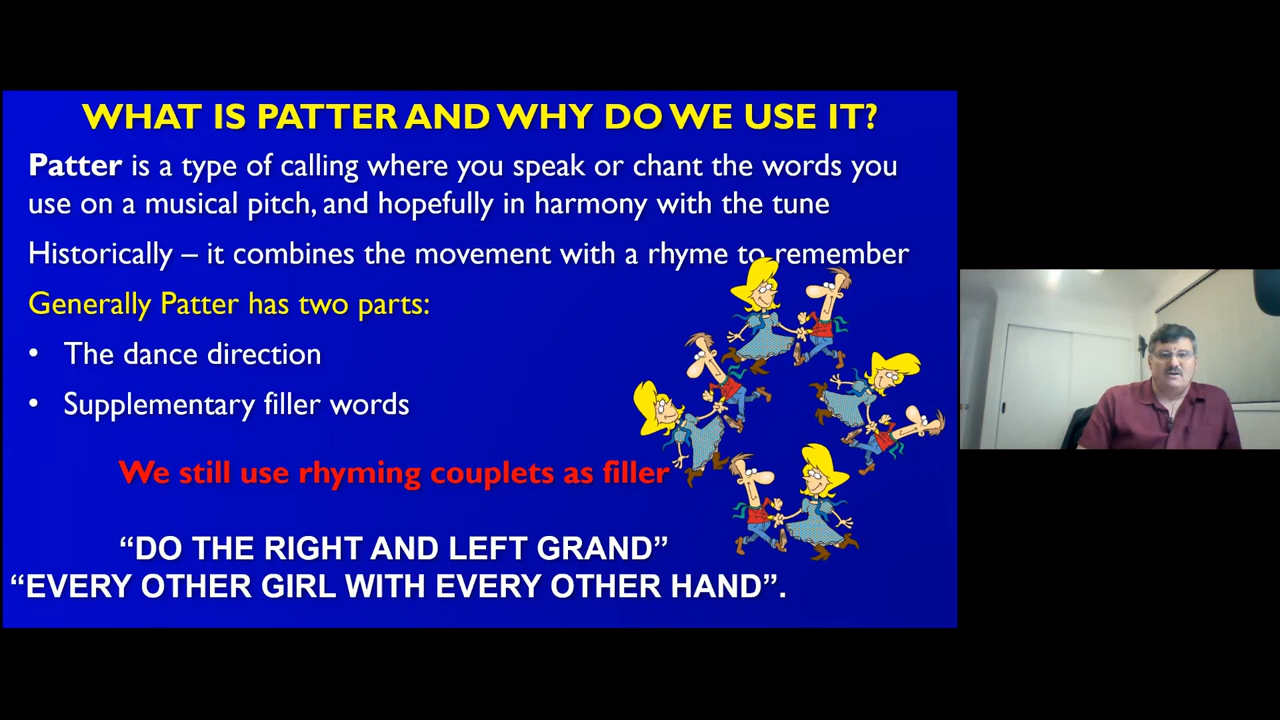 WHAT IS PATTER AND WHY DO WE USE IT?
Patter is a type of calling where you speak or chant the words you
use on a musical pitch, and hopefully in harmony with the tune
Historically – it combines the movement with a rhyme to remember
Generally Patter has two parts:
• The dance direction
• Supplementary filler words
We still use rhyming couplets as filler
“DO THE RIGHT AND LEFT GRAND”
“EVERY OTHER GIRL WITH EVERY OTHER HAND”.